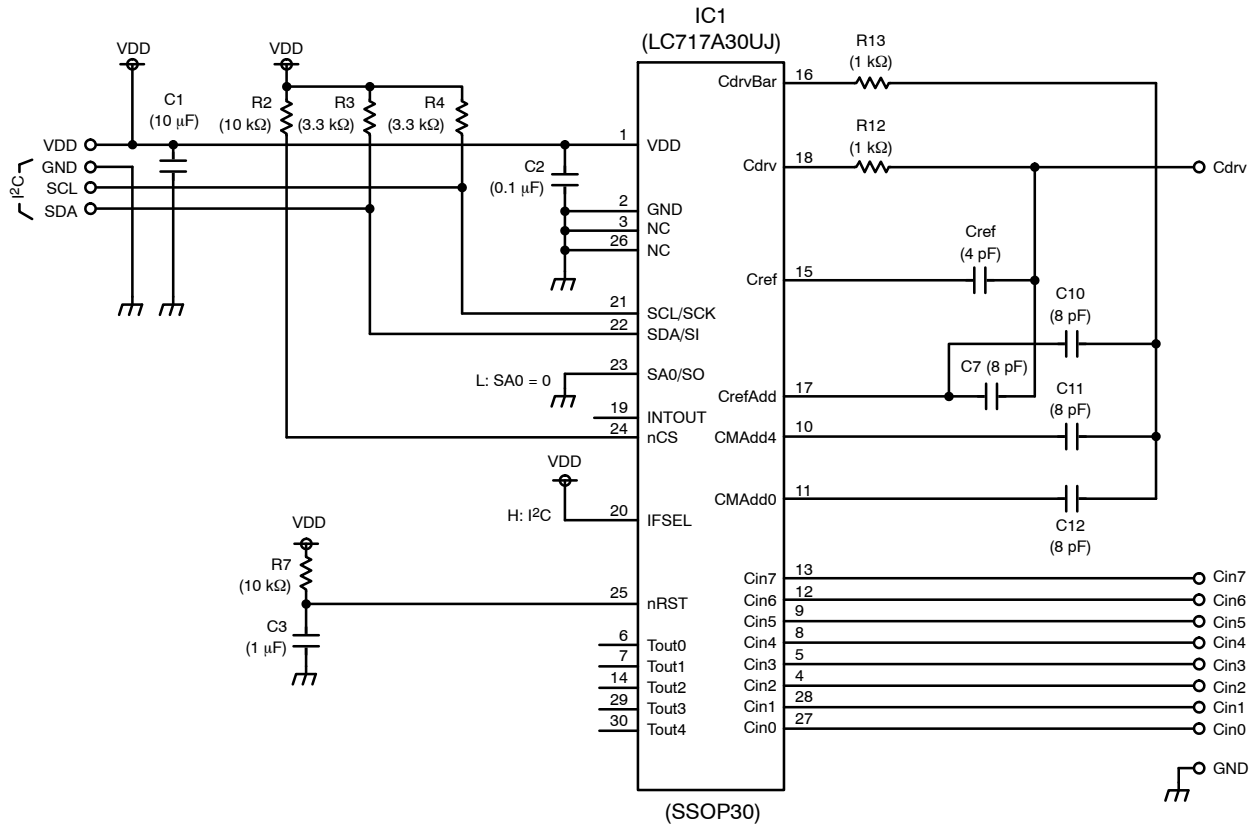 IC1
(LC717A30UJ)
VDD
VDD
C1
(10 μF)
R2
(10 kΩ)
R3
(3.3 kΩ)
R4
(3.3 kΩ)
VDD
GND
SCL
SDA
I²C
C2
(0.1 μF)
1
VDD
2
GND
3
NC
26
NC
21
SCL/SCK
22
SDA/SI
L: SA0 = 0
23
SA0/SO
19
INTOUT
24
nCS
VDD
H: I²C
20
IFSEL
VDD
R7
(10 kΩ)
C3
(1 μF)
25
nRST
6
Tout0
7
Tout1
14
Tout2
29
Tout3
30
Tout4
CdrvBar
16
R13
(1 kΩ)
Cdrv
18
R12
(1 kΩ)
Cdrv
Cref
15
Cref
(4 pF)
C10
(8 pF)
C7 (8 pF)
CrefAdd
17
C11
(8 pF)
CMAdd4
10
CMAdd0
11
C12
(8 pF)
Cin7
13
Cin7
Cin6
12
Cin6
Cin5
9
Cin5
Cin4
8
Cin4
Cin3
5
Cin3
Cin2
4
Cin2
Cin1
28
Cin1
Cin0
27
Cin0
GND
(SSOP30)